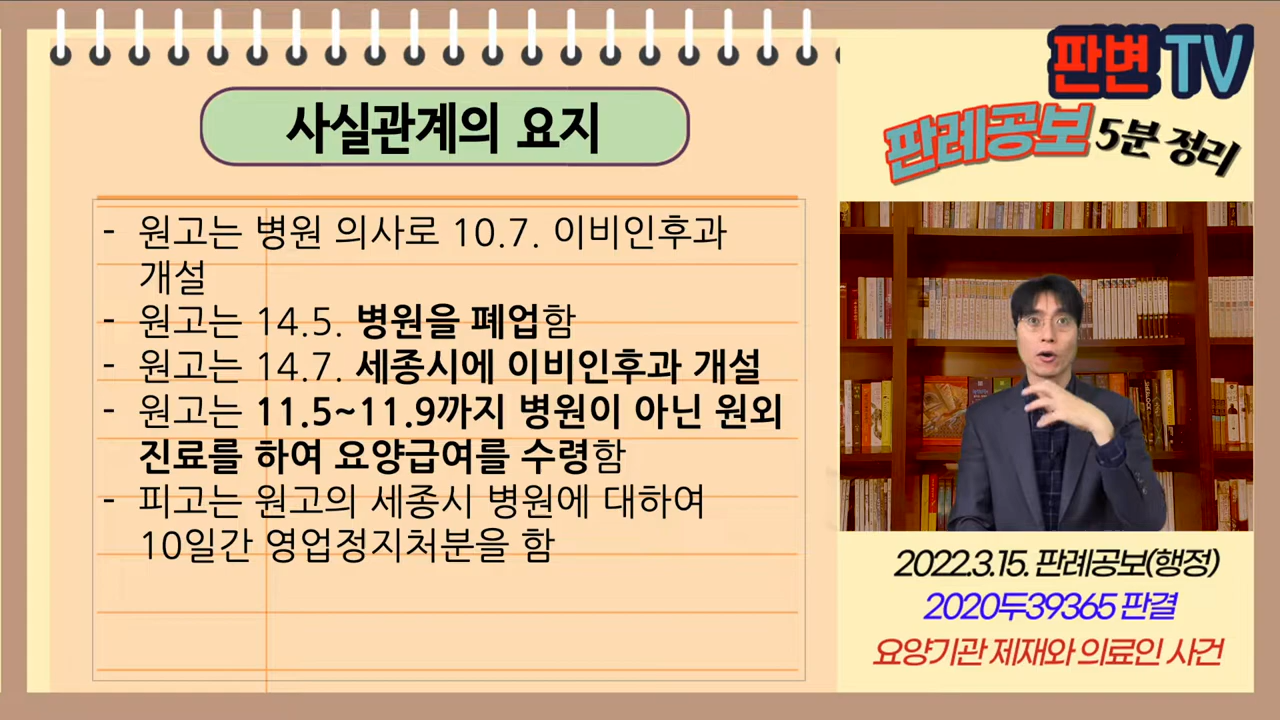 사실관계의 요지
- 원고는 병원 의사로 10.7. 이비인후과
개설
- 원고는 14.5. 병원을 폐업함
- 원고는 14.7. 세종시에 이비인후과 개설
- 원고는 11.5~11.9까지 병원이 아닌 원외
진료를 하여 요양급여를 수령함
- 피고는 원고의 세종시 병원에 대하여
10일간 영업정지처분을 함
판변 TV
판례공보 5분 정리
2022.3.15. 판례공보(행정)
2020두39365 판결
요양기관 제재와 의료인 사건